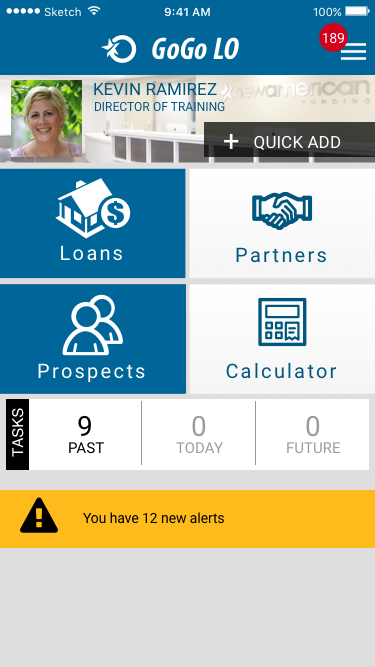 Sketch 9:41 AM 100%
GoGo LO 189
KEVIN RAMIREZ
DIRECTOR OF TRAINING
newamerican
FUNDING
+ QUICK ADD
$
Loans
Partners
Prospects
Calculator
TASKS
9 0 0
PAST TODAY FUTURE
You have 12 new alerts